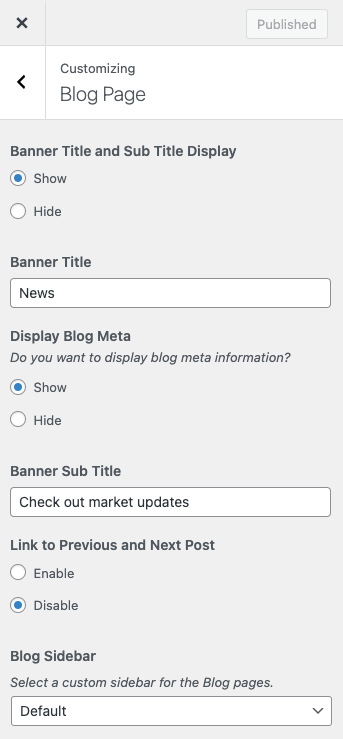 Published
Customizing
Blog Page
Banner Title and Sub Title Display
Show
Hide
Banner Title
News
Display Blog Meta
Do you want to display blog meta information?
Show
Hide
Banner Sub Title
Check out market updates
Link to Previous and Next Post
Enable
Disable
Blog Sidebar
Select a custom sidebar for the Blog pages.
Default